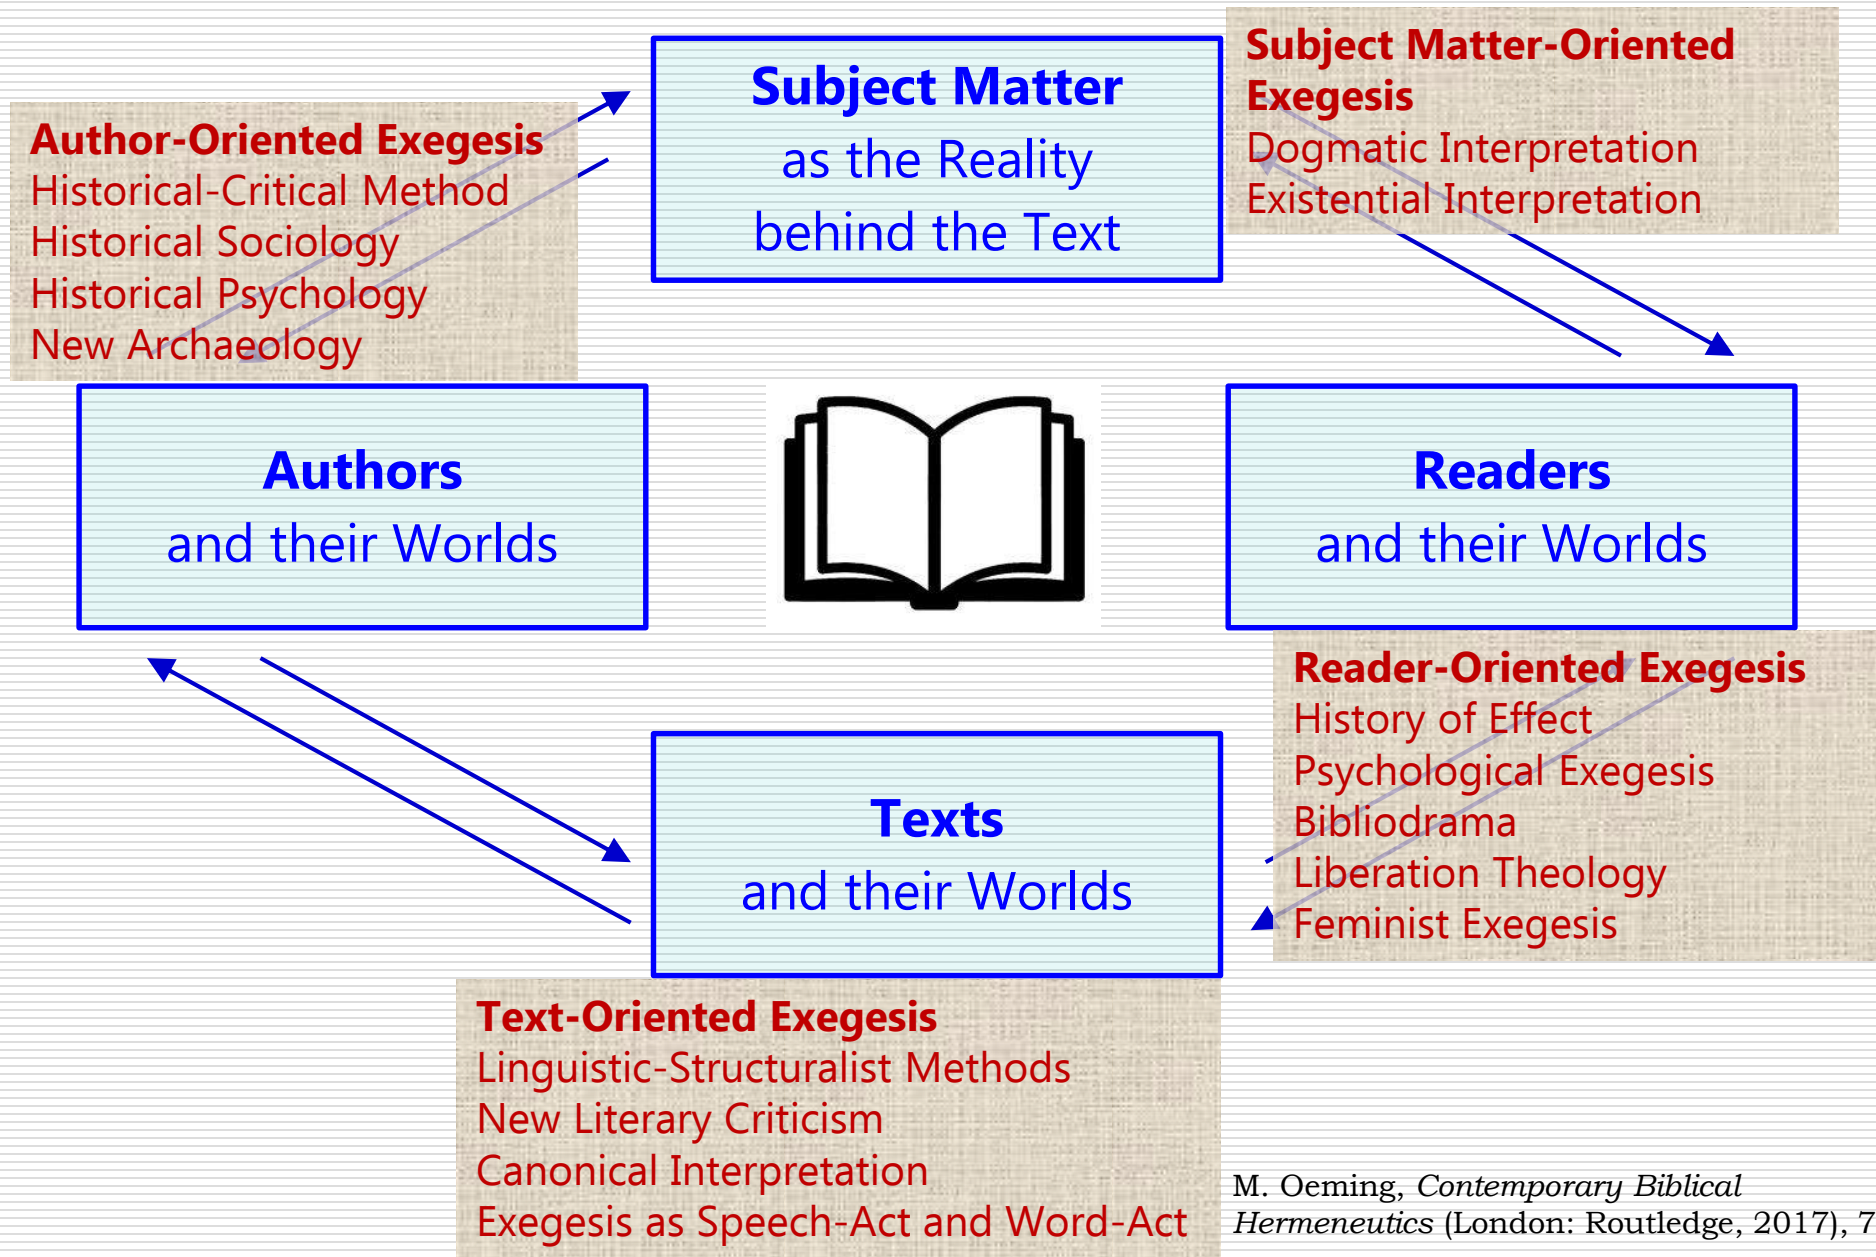 Subject Matter
as the Reality
behind the Text
Subject Matter-Oriented
Exegesis
Dogmatic Interpretation
Existential Interpretation
Author-Oriented Exegesis
Historical-Critical Method
Historical Sociology
Historical Psychology
New Archaeology
Authors
and their Worlds
Readers
and their Worlds
Reader-Oriented Exegesis
History of Effect
Psychological Exegesis
Bibliodrama
Liberation Theology
Feminist Exegesis
Texts
and their Worlds
Text-Oriented Exegesis
Linguistic-Structuralist Methods
New Literary Criticism
Canonical Interpretation
Exegesis as Speech-Act and Word-Act
M. Oeming, Contemporary Biblical
Hermeneutics (London: Routledge, 2017), 7